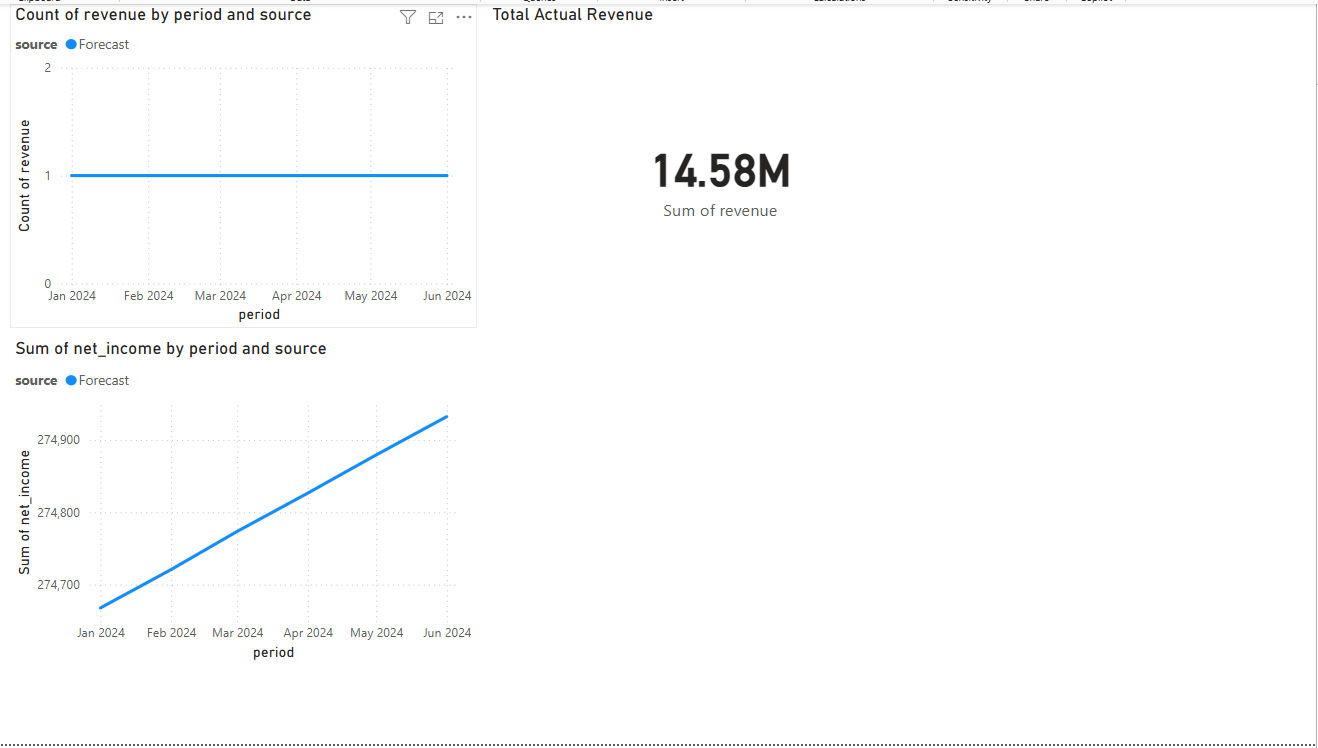 Count of revenue by period and source
source Forecast
2
1
0
Count of revenue
Jan 2024 Feb 2024 Mar 2024 Apr 2024 May 2024 Jun 2024
period
Total Actual Revenue
14.58M
Sum of revenue
Sum of net_income by period and source
source Forecast
274,900
274,800
274,700
Sum of net_income
Jan 2024 Feb 2024 Mar 2024 Apr 2024 May 2024 Jun 2024
period